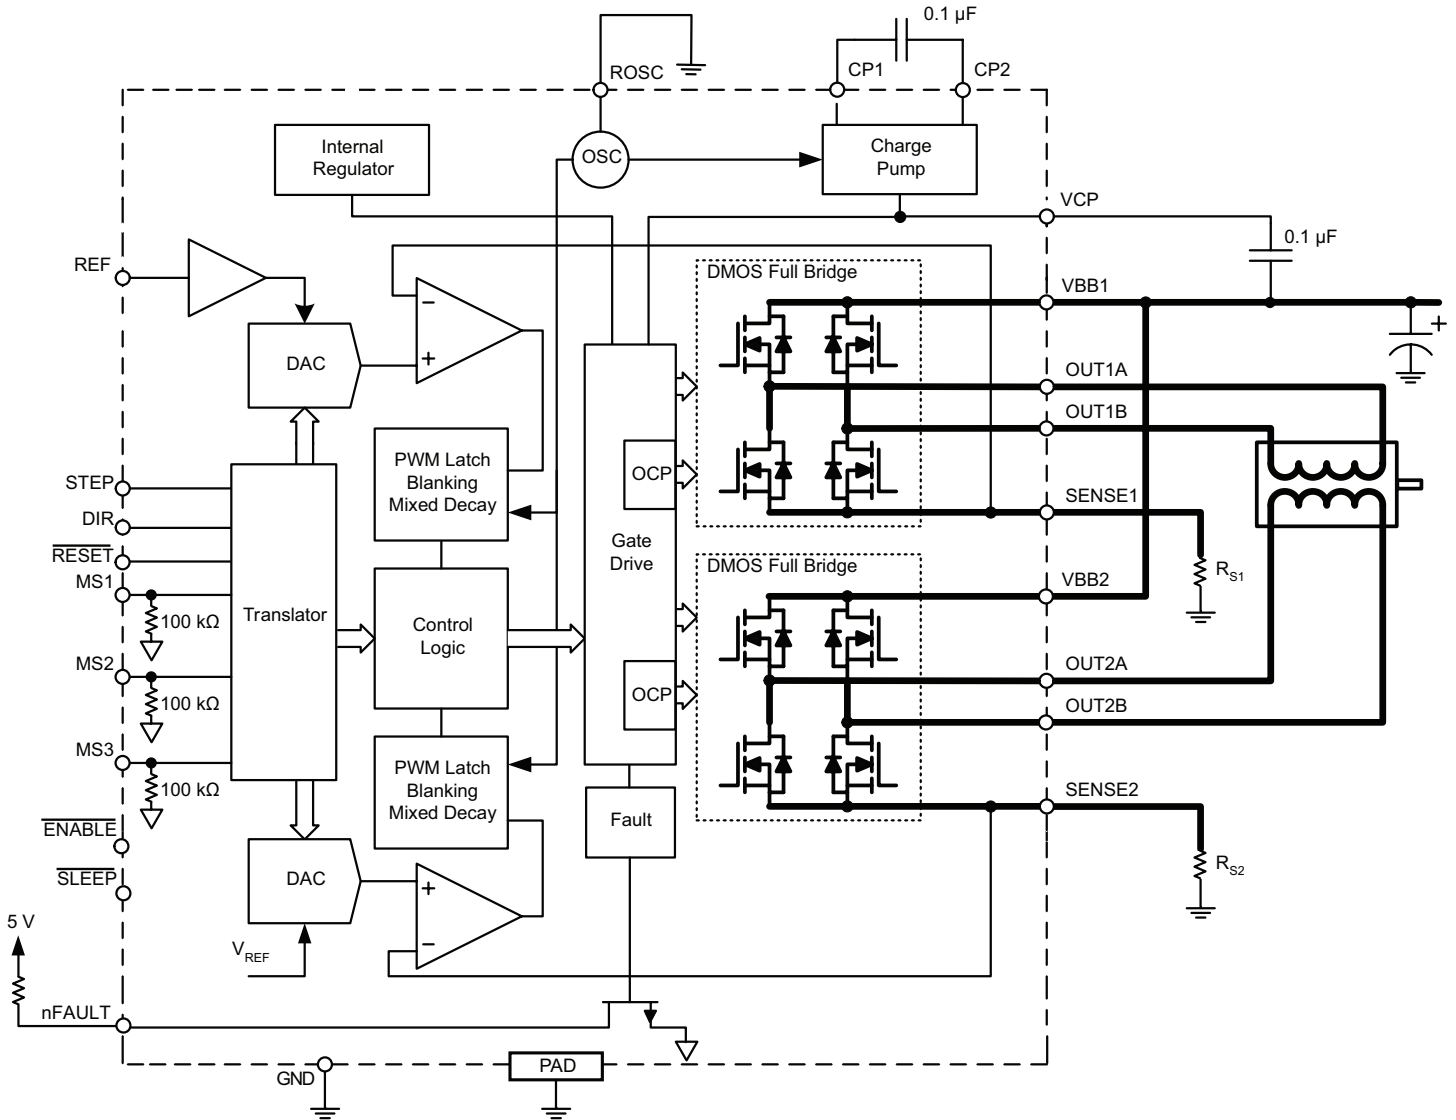 0.1 µF
ROSC
CP1
CP2
Internal
Regulator
OSC
Charge
Pump
VCP
0.1 µF
REF
DMOS Full Bridge
VBB1
+
−
+
DAC
OUT1A
OUT1B
PWM Latch
Blanking
Mixed Decay
OCP
STEP
DIR
RESET
MS1
100 kΩ
SENSE1
Gate
Drive
DMOS Full Bridge
RS1
VBB2
Translator
Control
Logic
MS2
100 kΩ
OUT2A
OCP
OUT2B
MS3
100 kΩ
PWM Latch
Blanking
Mixed Decay
SENSE2
Fault
ENABLE
SLEEP
DAC
+
−
RS2
5 V
VREF
nFAULT
GND
PAD